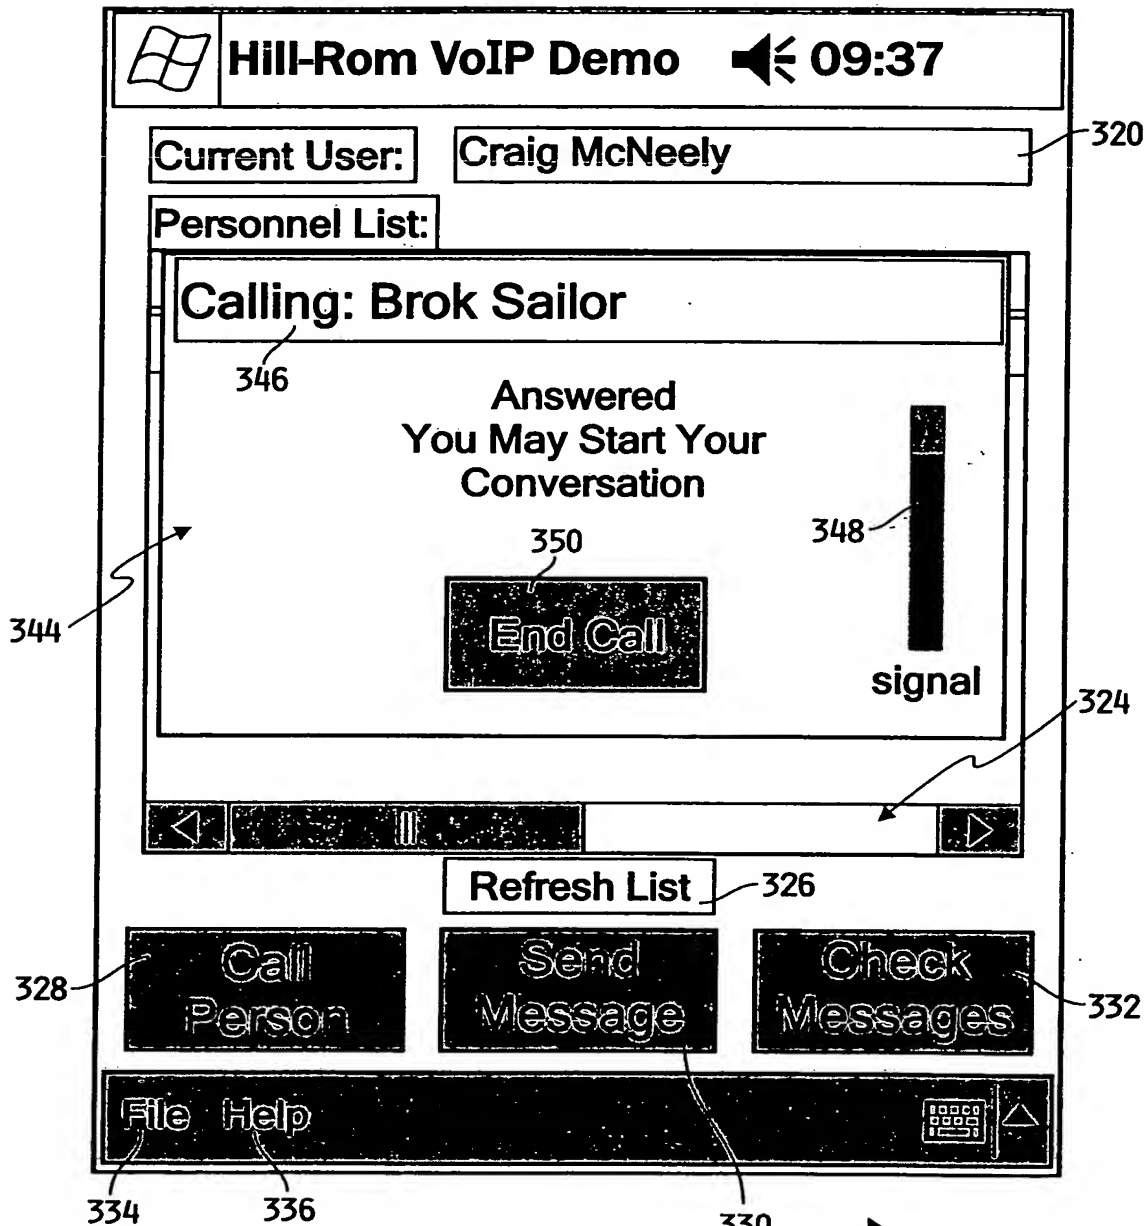 Hill-Rom VoIP Demo 09:37
Current User: Craig McNeely
320
Personnel List:
Calling: Brok Sailor
346
Answered
You May Start Your
Conversation
348
350
End Call
344
signal
324
Refresh List
326
Call
Person
Send
Message
Check
Messages
328
332
File Help
334
336
330